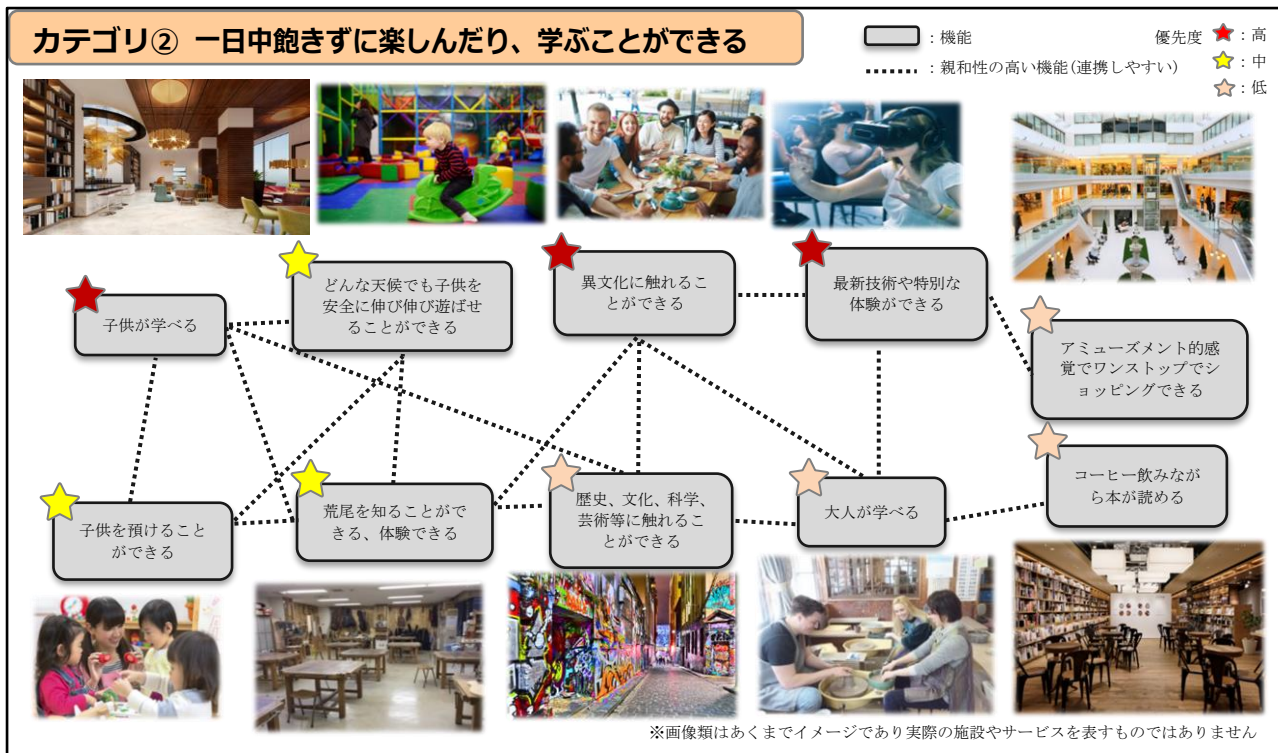 カテゴリ② 一日中飽きずに楽しんだり、学ぶことができる
：機能
：親和性の高い機能(連携しやすい)
優先度
：高
：中
：低
子供が学べる
どんな天候でも子供を
安全に伸び伸び遊ばせ
ることができる
異文化に触れるこ
とができる
最新技術や特別な
体験ができる
アミューズメント的感
覚でワンストップでシ
ョッピングできる
子供を預けること
ができる
荒尾を知ることがで
きる、体験できる
歴史、文化、科学、
芸術等に触れるこ
とができる
大人が学べる
コーヒー飲みなが
ら本が読める
※画像類はあくまでイメージであり実際の施設やサービスを表すものではありません